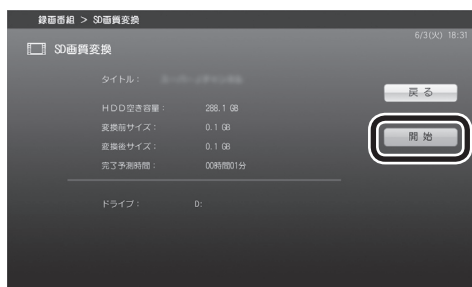 録画番組 > SD画質変換
6/3(火) 18:31
SD画質変換
タイトル：
戻る
HDD空き容量： 288.1 GB
変換前サイズ： 0.1 GB
開始
変換後サイズ： 0.1 GB
完了予測時間： 00時間01分
ドライブ： D: